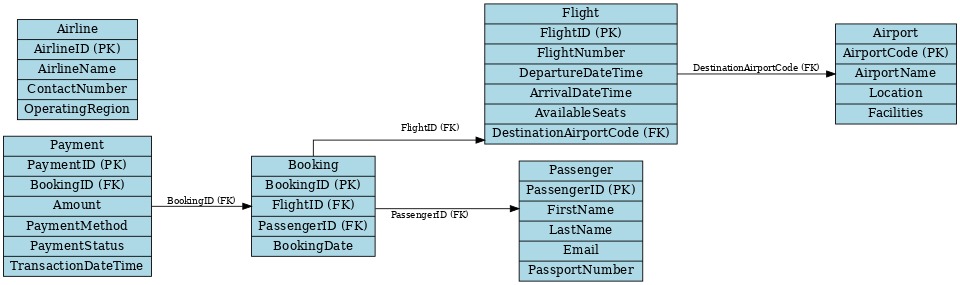 Airline
AirlineID (PK)
AirlineName
ContactNumber
OperatingRegion
Payment
PaymentID (PK)
BookingID (FK)
Amount
PaymentMethod
PaymentStatus
TransactionDateTime
BookingID (FK)
Booking
BookingID (PK)
FlightID (FK)
PassengerID (FK)
BookingDate
FlightID (FK)
PassengerID (FK)
Flight
FlightID (PK)
FlightNumber
DepartureDateTime
ArrivalDateTime
AvailableSeats
DestinationAirportCode (FK)
Passenger
PassengerID (PK)
FirstName
LastName
Email
PassportNumber
DestinationAirportCode (FK)
Airport
AirportCode (PK)
AirportName
Location
Facilities